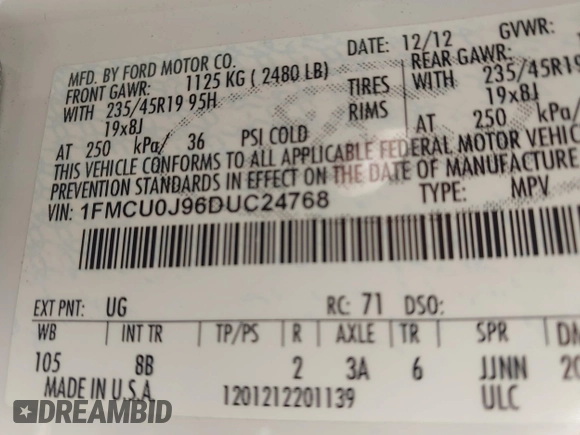 MFD. BY FORD MOTOR CO.
DATE: 12/12
GVWR:
FRONT GAWR: 1125 KG ( 2480 LB)
REAR GAWR:
WITH 235/45R19 95H
TIRES
WITH 235/45R19
19x8J
RIMS
19x8J
AT 250 kPa/ 36 PSI COLD
AT 250 kPa/
THIS VEHICLE CONFORMS TO ALL APPLICABLE FEDERAL MOTOR VEHIC
PREVENTION STANDARDS IN EFFECT ON THE DATE OF MANUFACTURE
VIN: 1FMCU0J96DUC24768
TYPE: MPV
EXT PNT: UG
RC: 71 DSO:
WB INT TR TP/PS R AXLE TR SPR
105 8B 2 3A 6 JJNN
MADE IN U.S.A.
1201212201139
ULC
DREAMBID